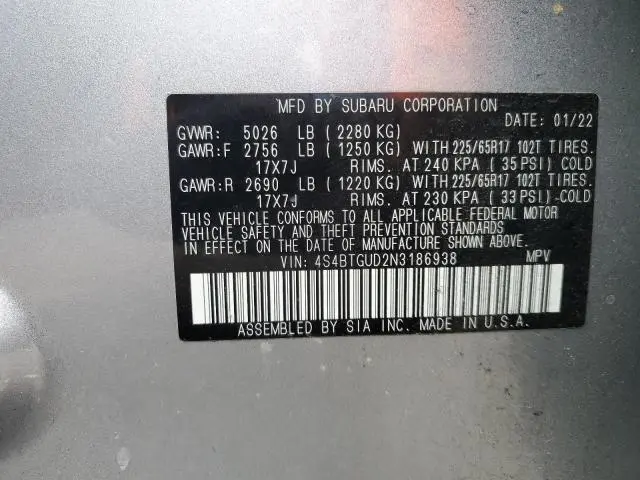 MFD BY SUBARU CORPORATION
DATE: 01/22
GVWR: 5026 LB (2280 KG)
GAWR:F 2756 LB (1250 KG) WITH 225/65R17 102T TIRES.
17X7J RIMS. AT 240 KPA (35 PSI) COLD
GAWR:R 2690 LB (1220 KG) WITH 225/65R17 102T TIRES.
17X7J RIMS. AT 230 KPA (33 PSI) COLD
THIS VEHICLE CONFORMS TO ALL APPLICABLE FEDERAL MOTOR
VEHICLE SAFETY AND THEFT PREVENTION STANDARDS
IN EFFECT ON THE DATE OF MANUFACTURE SHOWN ABOVE.
VIN: 4S4BTGUD2N3186938 MPV
ASSEMBLED BY SIA INC. MADE IN U.S.A.